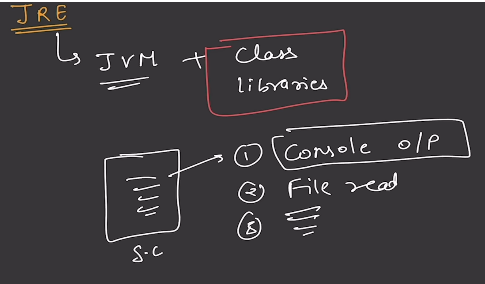 JRE
JVM + Class
libraries
① Console O/P
② File read
③
S.C